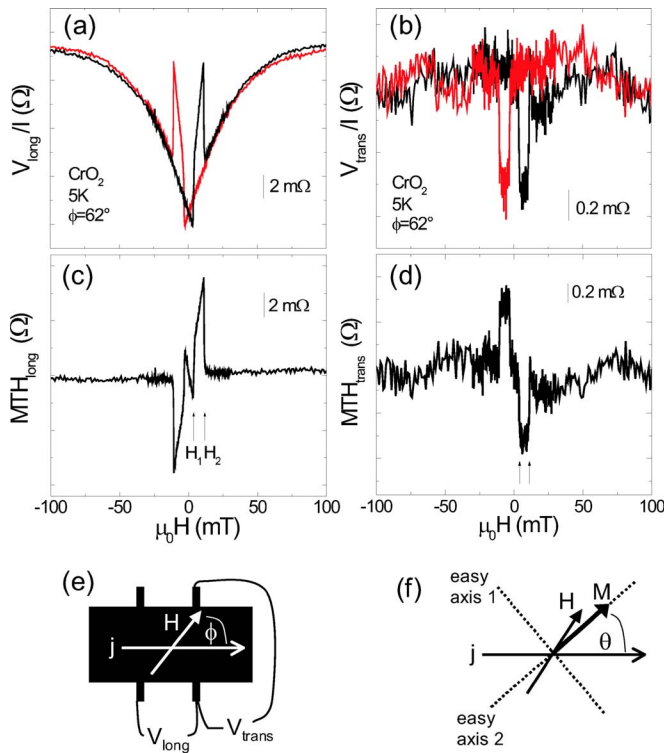 (a)
V_long/I (Ω)
CrO₂
5K
ϕ=62°
2 mΩ
(b)
V_trans/I (Ω)
CrO₂
5K
ϕ=62°
0.2 mΩ
(c)
MTH_long (Ω)
2 mΩ
H₁ H₂
-100 -50 0 50 100
μ₀H (mT)
(d)
MTH_trans (Ω)
0.2 mΩ
-100 -50 0 50 100
μ₀H (mT)
(e)
H
ϕ
j
V_long
V_trans
(f)
easy
axis 1
H
M
j
θ
easy
axis 2